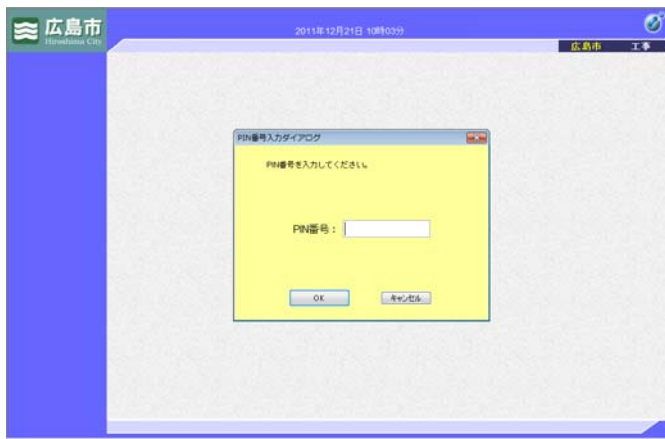 広島市
Hiroshima City
2011年12月21日 10時03分
広島市 工事
PIN番号入力ダイアログ
PIN番号を入力してください。
PIN番号：
OK キャンセル